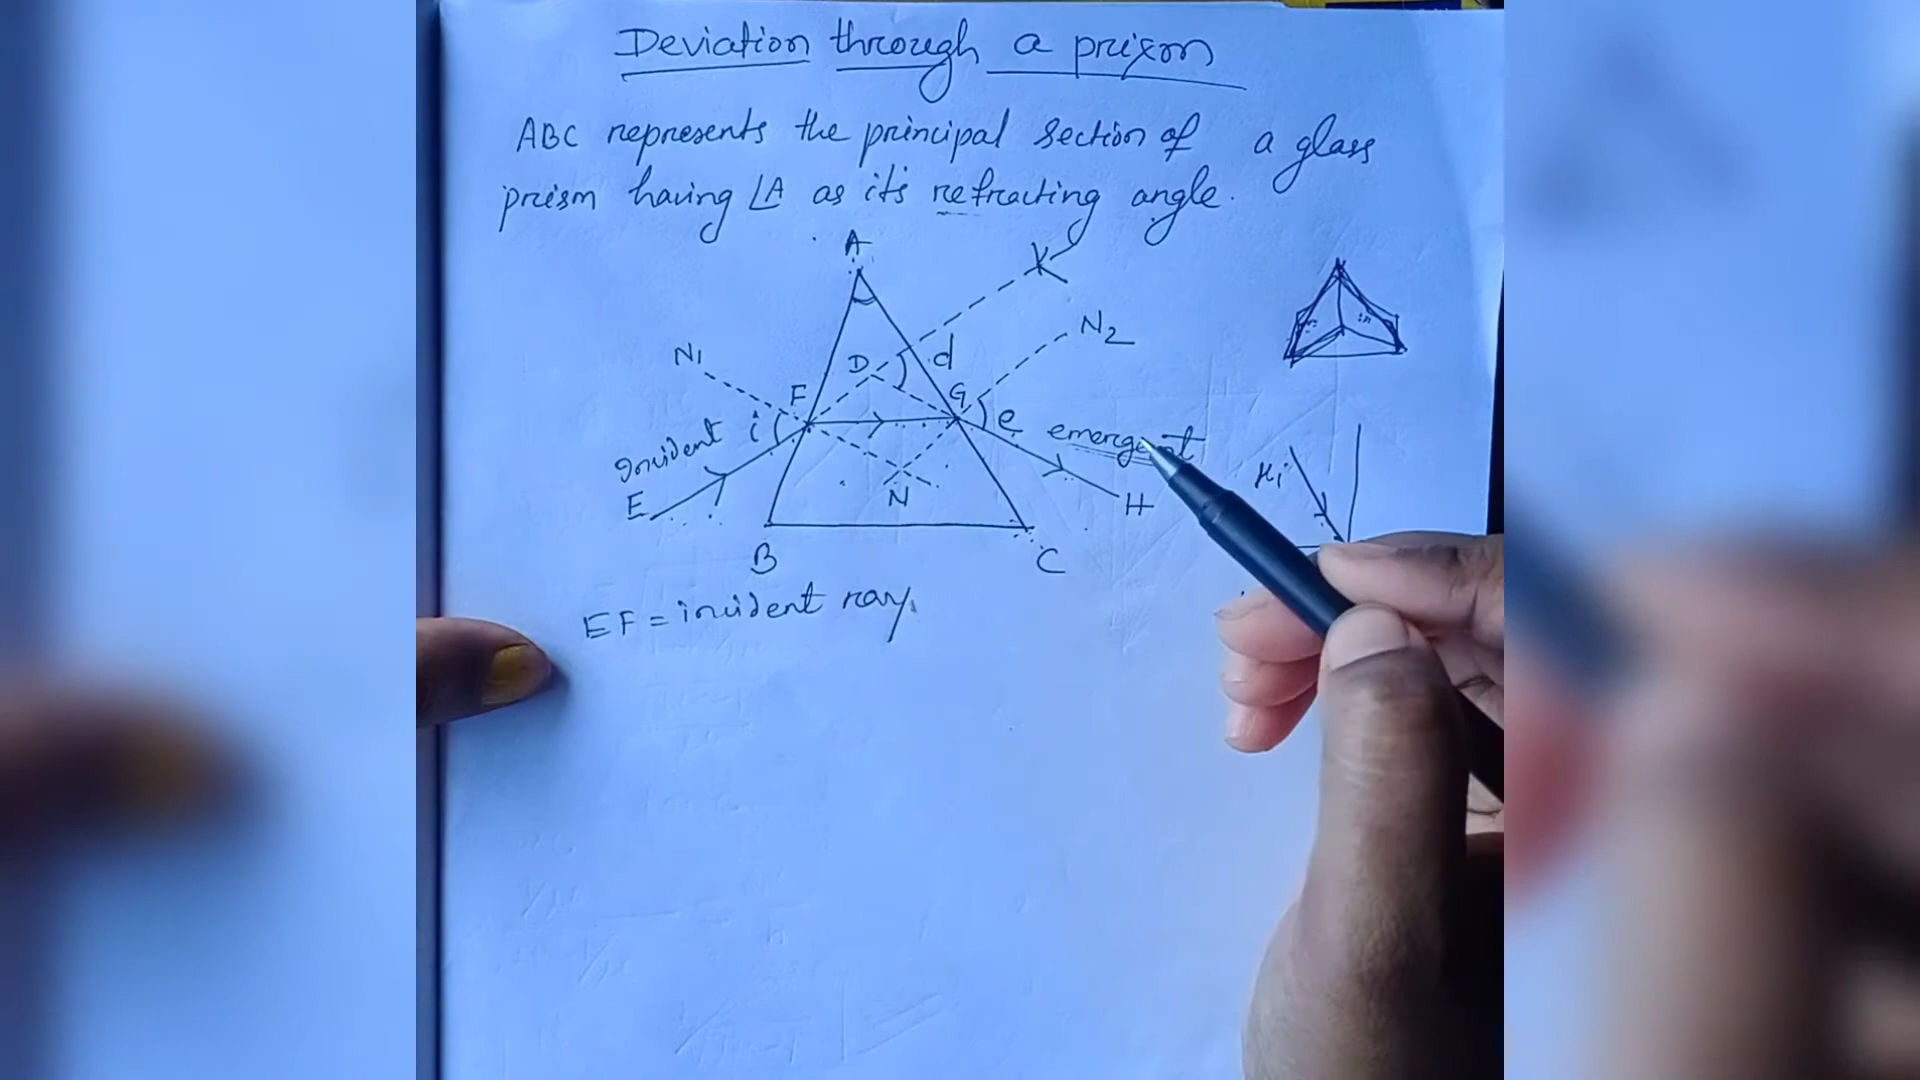 Deviation through a prism
ABC represents the principal section of a glass
prism having ∠A as its refracting angle.
A
K
N1
N2
D
d
F
G
i
e
Incident
emergent
E
N
H
B
C
EF = incident ray